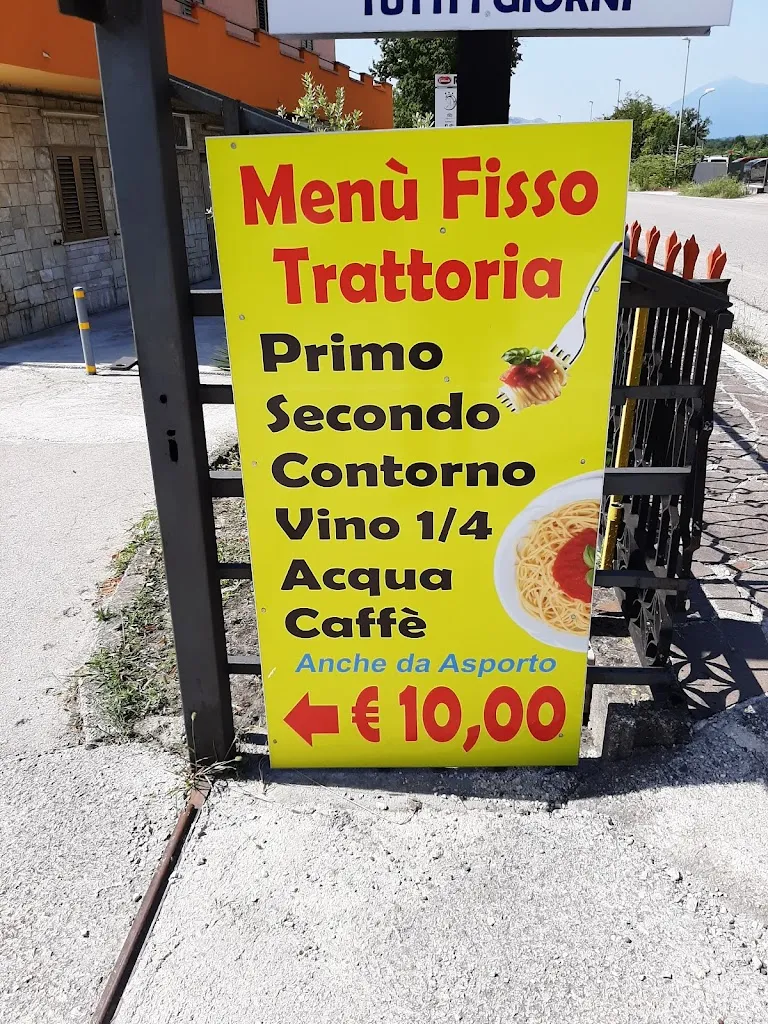 TUTTI I GIORNI
Menù Fisso
Trattoria
Primo
Secondo
Contorno
Vino 1/4
Acqua
Caffè
Anche da Asporto
€ 10,00